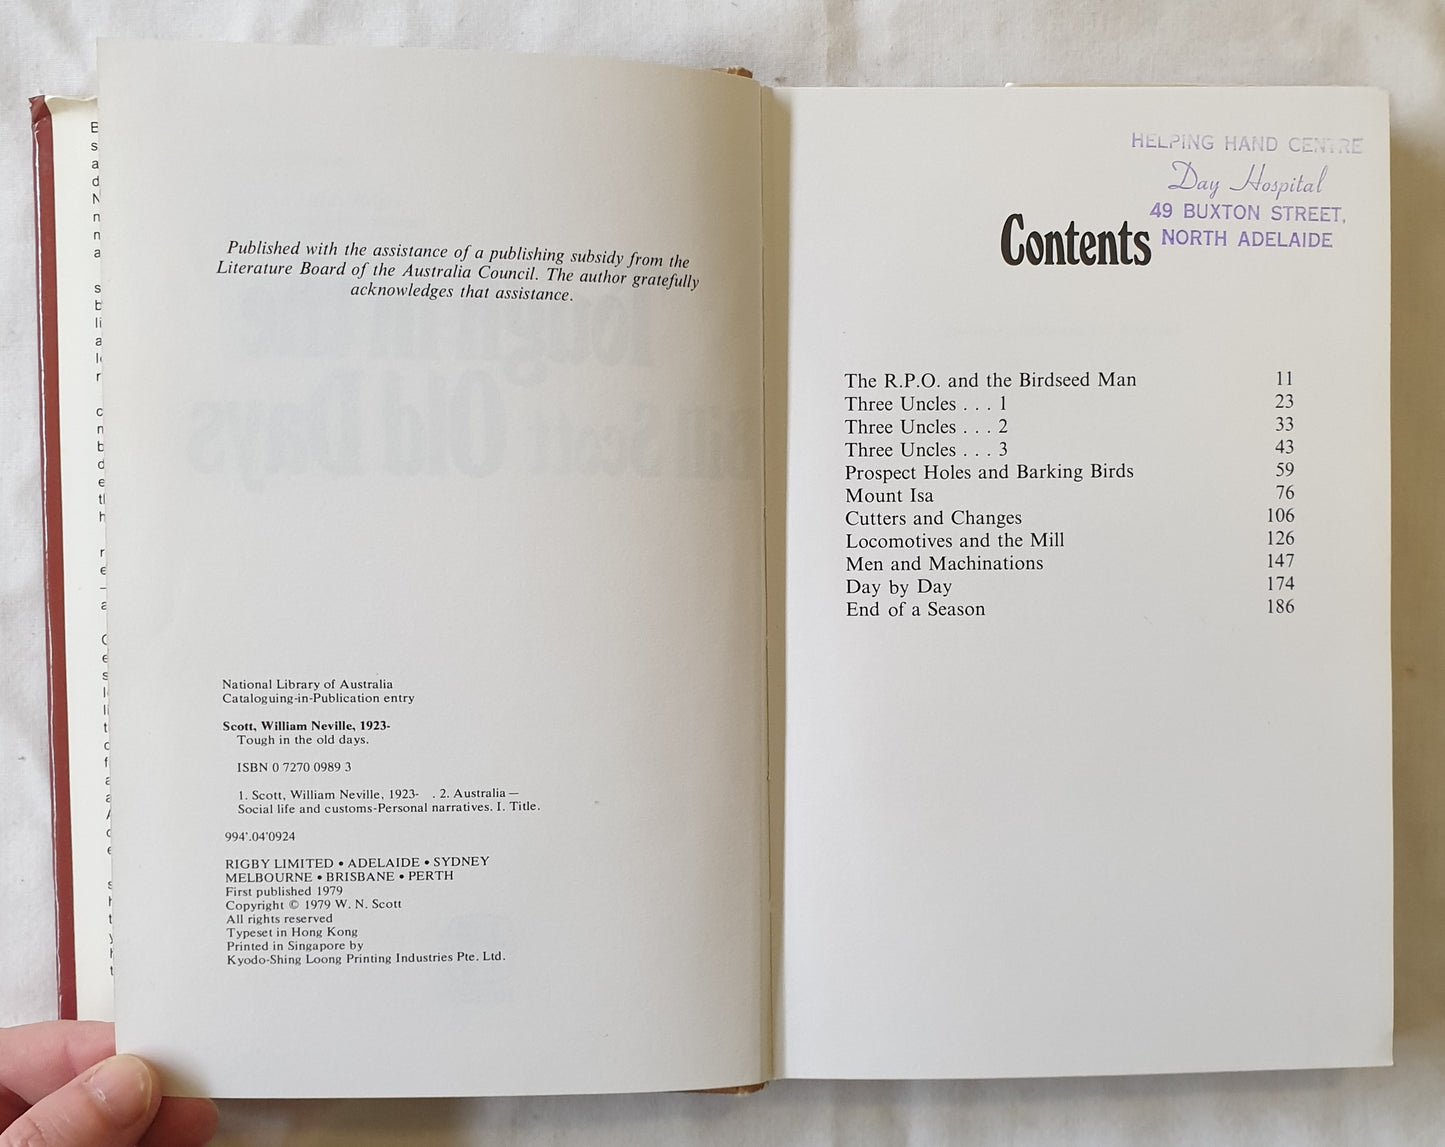 Published with the assistance of a publishing subsidy from the
Literature Board of the Australia Council. The author gratefully
acknowledges that assistance.
National Library of Australia
Cataloguing-in-Publication entry
Scott, William Neville, 1923-
Tough in the old days.
ISBN 0 7270 0989 3
1. Scott, William Neville, 1923- . 2. Australia —
Social life and customs-Personal narratives. I. Title.
994'.04'0924
RIGBY LIMITED • ADELAIDE • SYDNEY
MELBOURNE • BRISBANE • PERTH
First published 1979
Copyright © 1979 W. N. Scott
All rights reserved
Typeset in Hong Kong
Printed in Singapore by
Kyodo-Shing Loong Printing Industries Pte. Ltd.
HELPING HAND CENTRE
Day Hospital
49 BUXTON STREET,
NORTH ADELAIDE
Contents
The R.P.O. and the Birdseed Man 11
Three Uncles . . . 1 23
Three Uncles . . . 2 33
Three Uncles . . . 3 43
Prospect Holes and Barking Birds 59
Mount Isa 76
Cutters and Changes 106
Locomotives and the Mill 126
Men and Machinations 147
Day by Day 174
End of a Season 186